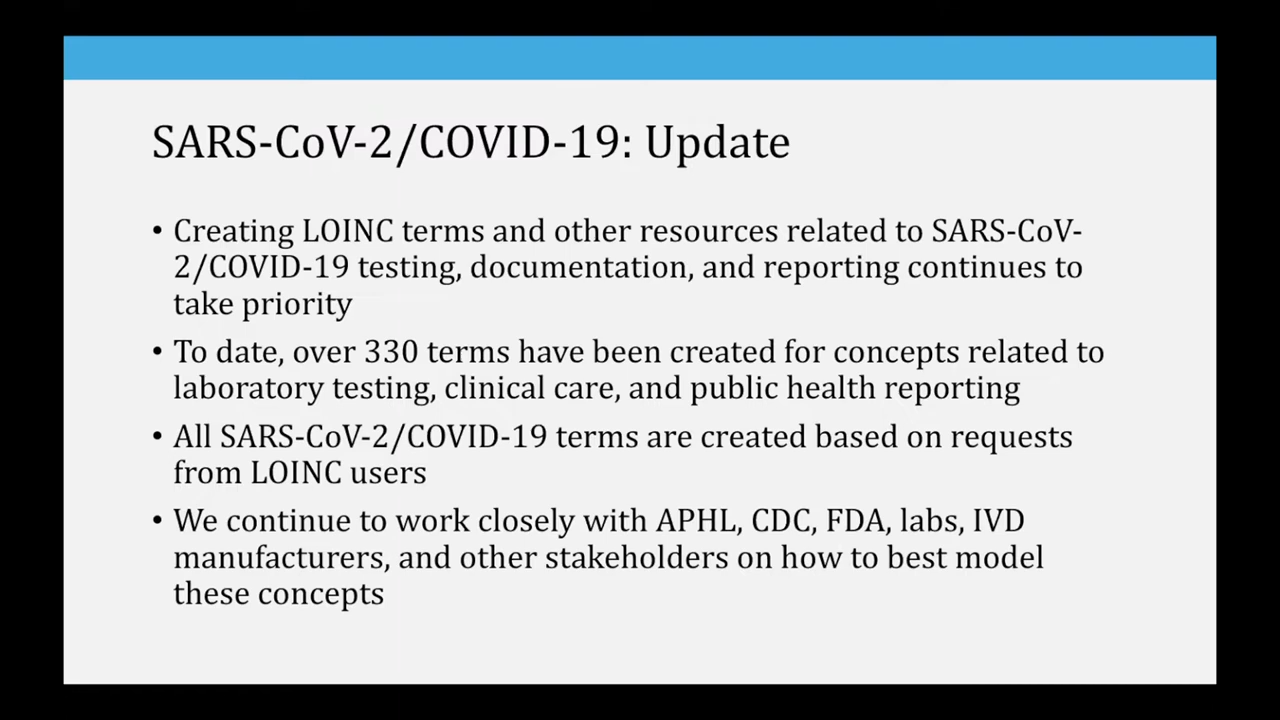 SARS-CoV-2/COVID-19: Update
• Creating LOINC terms and other resources related to SARS-CoV-
2/COVID-19 testing, documentation, and reporting continues to
take priority
• To date, over 330 terms have been created for concepts related to
laboratory testing, clinical care, and public health reporting
• All SARS-CoV-2/COVID-19 terms are created based on requests
from LOINC users
• We continue to work closely with APHL, CDC, FDA, labs, IVD
manufacturers, and other stakeholders on how to best model
these concepts